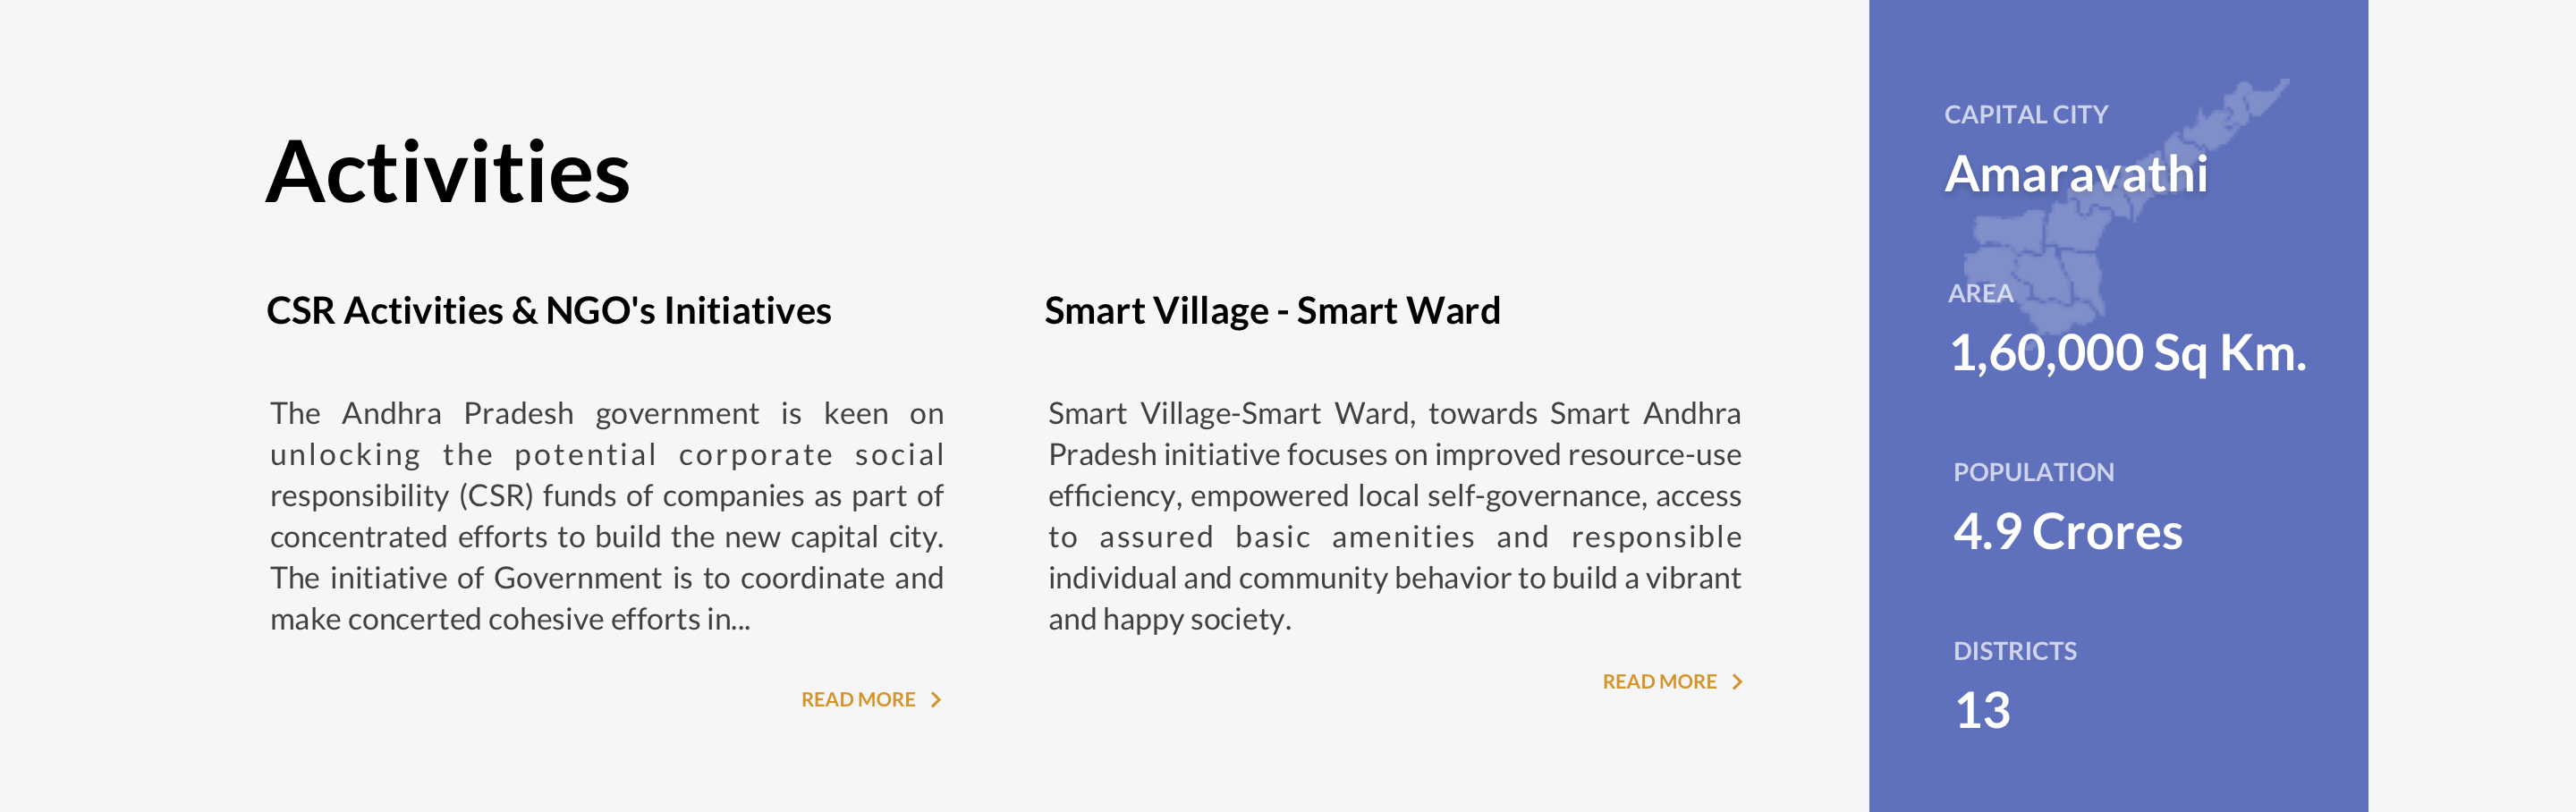 Activities
CSR Activities & NGO's Initiatives
The Andhra Pradesh government is keen on
unlocking the potential corporate social
responsibility (CSR) funds of companies as part of
concentrated efforts to build the new capital city.
The initiative of Government is to coordinate and
make concerted cohesive efforts in...
READ MORE
Smart Village - Smart Ward
Smart Village-Smart Ward, towards Smart Andhra
Pradesh initiative focuses on improved resource-use
efficiency, empowered local self-governance, access
to assured basic amenities and responsible
individual and community behavior to build a vibrant
and happy society.
READ MORE
CAPITAL CITY
Amaravathi
AREA
1,60,000 Sq Km.
POPULATION
4.9 Crores
DISTRICTS
13